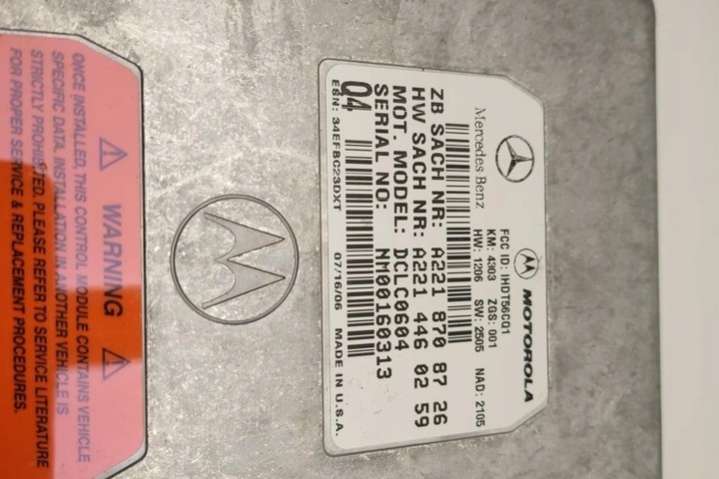 MOTOROLA
Mercedes Benz
FCC ID: IHDT56CQ1
KM: 4303 ZGS: 001
HW: 1206 SW: 2505 NAD: 2105
ZB SACH NR: A221 870 87 26
HW SACH NR: A221 446 02 59
MOT. MODEL: DCLC0604
SERIAL NO: NM00160313
Q4
ESN: 34EFBC23DXT 07/16/06 MADE IN U.S.A.
WARNING
ONCE INSTALLED, THIS CONTROL MODULE CONTAINS VEHICLE
SPECIFIC DATA. INSTALLATION IN ANOTHER VEHICLE IS
STRICTLY PROHIBITED. PLEASE REFER TO SERVICE LITERATURE
FOR PROPER SERVICE & REPLACEMENT PROCEDURES.